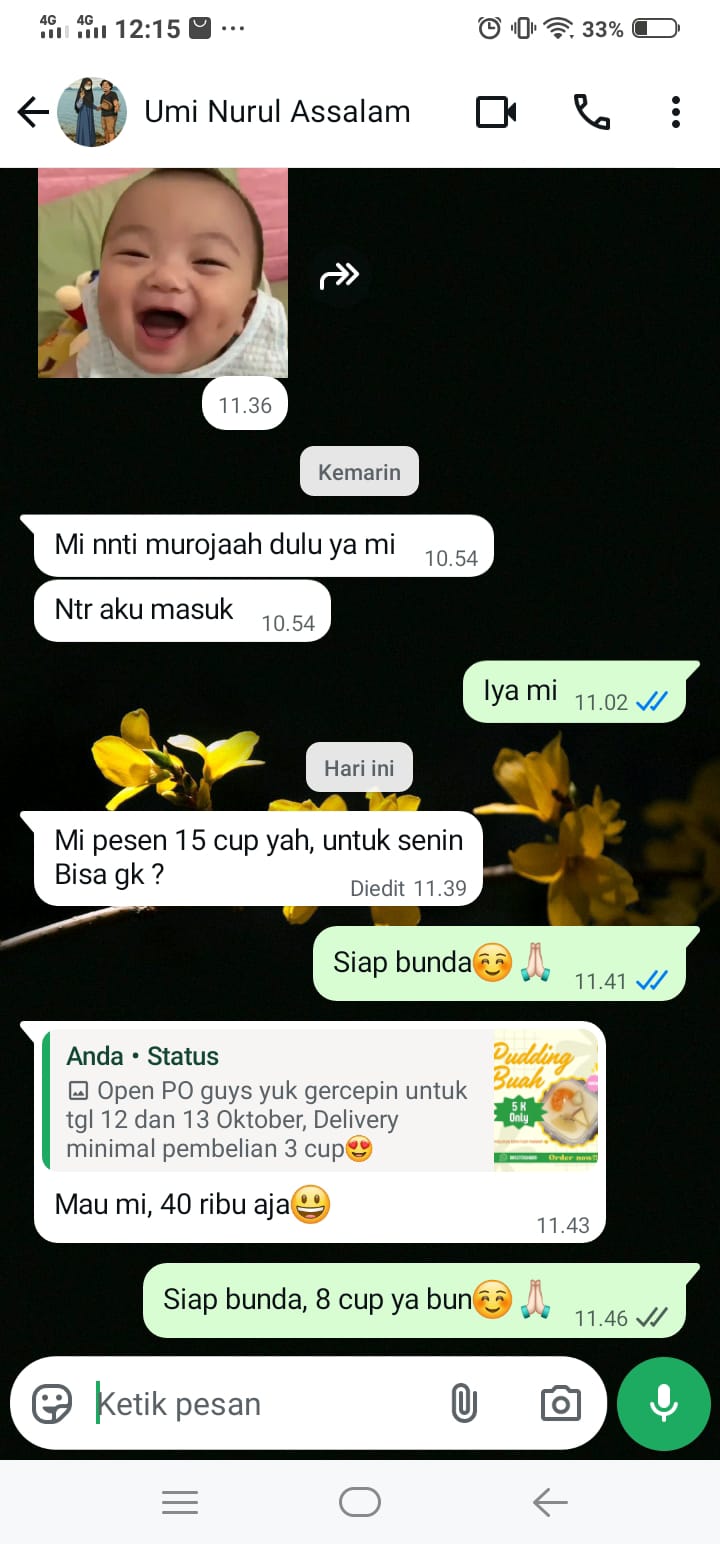 4G 4G 12:15 ... 33%
Umi Nurul Assalam
11.36
Kemarin
Mi nnti murojaah dulu ya mi 10.54
Ntr aku masuk 10.54
Iya mi 11.02
Hari ini
Mi pesen 15 cup yah, untuk senin
Bisa gk ? Diedit 11.39
Siap bunda☺️🙏🏻 11.41
Anda • Status
Open PO guys yuk gercepin untuk
tgl 12 dan 13 Oktober, Delivery
minimal pembelian 3 cup😍
Pudding
Buah
5 K
Only
Order now!!
Mau mi, 40 ribu aja😃 11.43
Siap bunda, 8 cup ya bun☺️🙏🏻 11.46
Ketik pesan